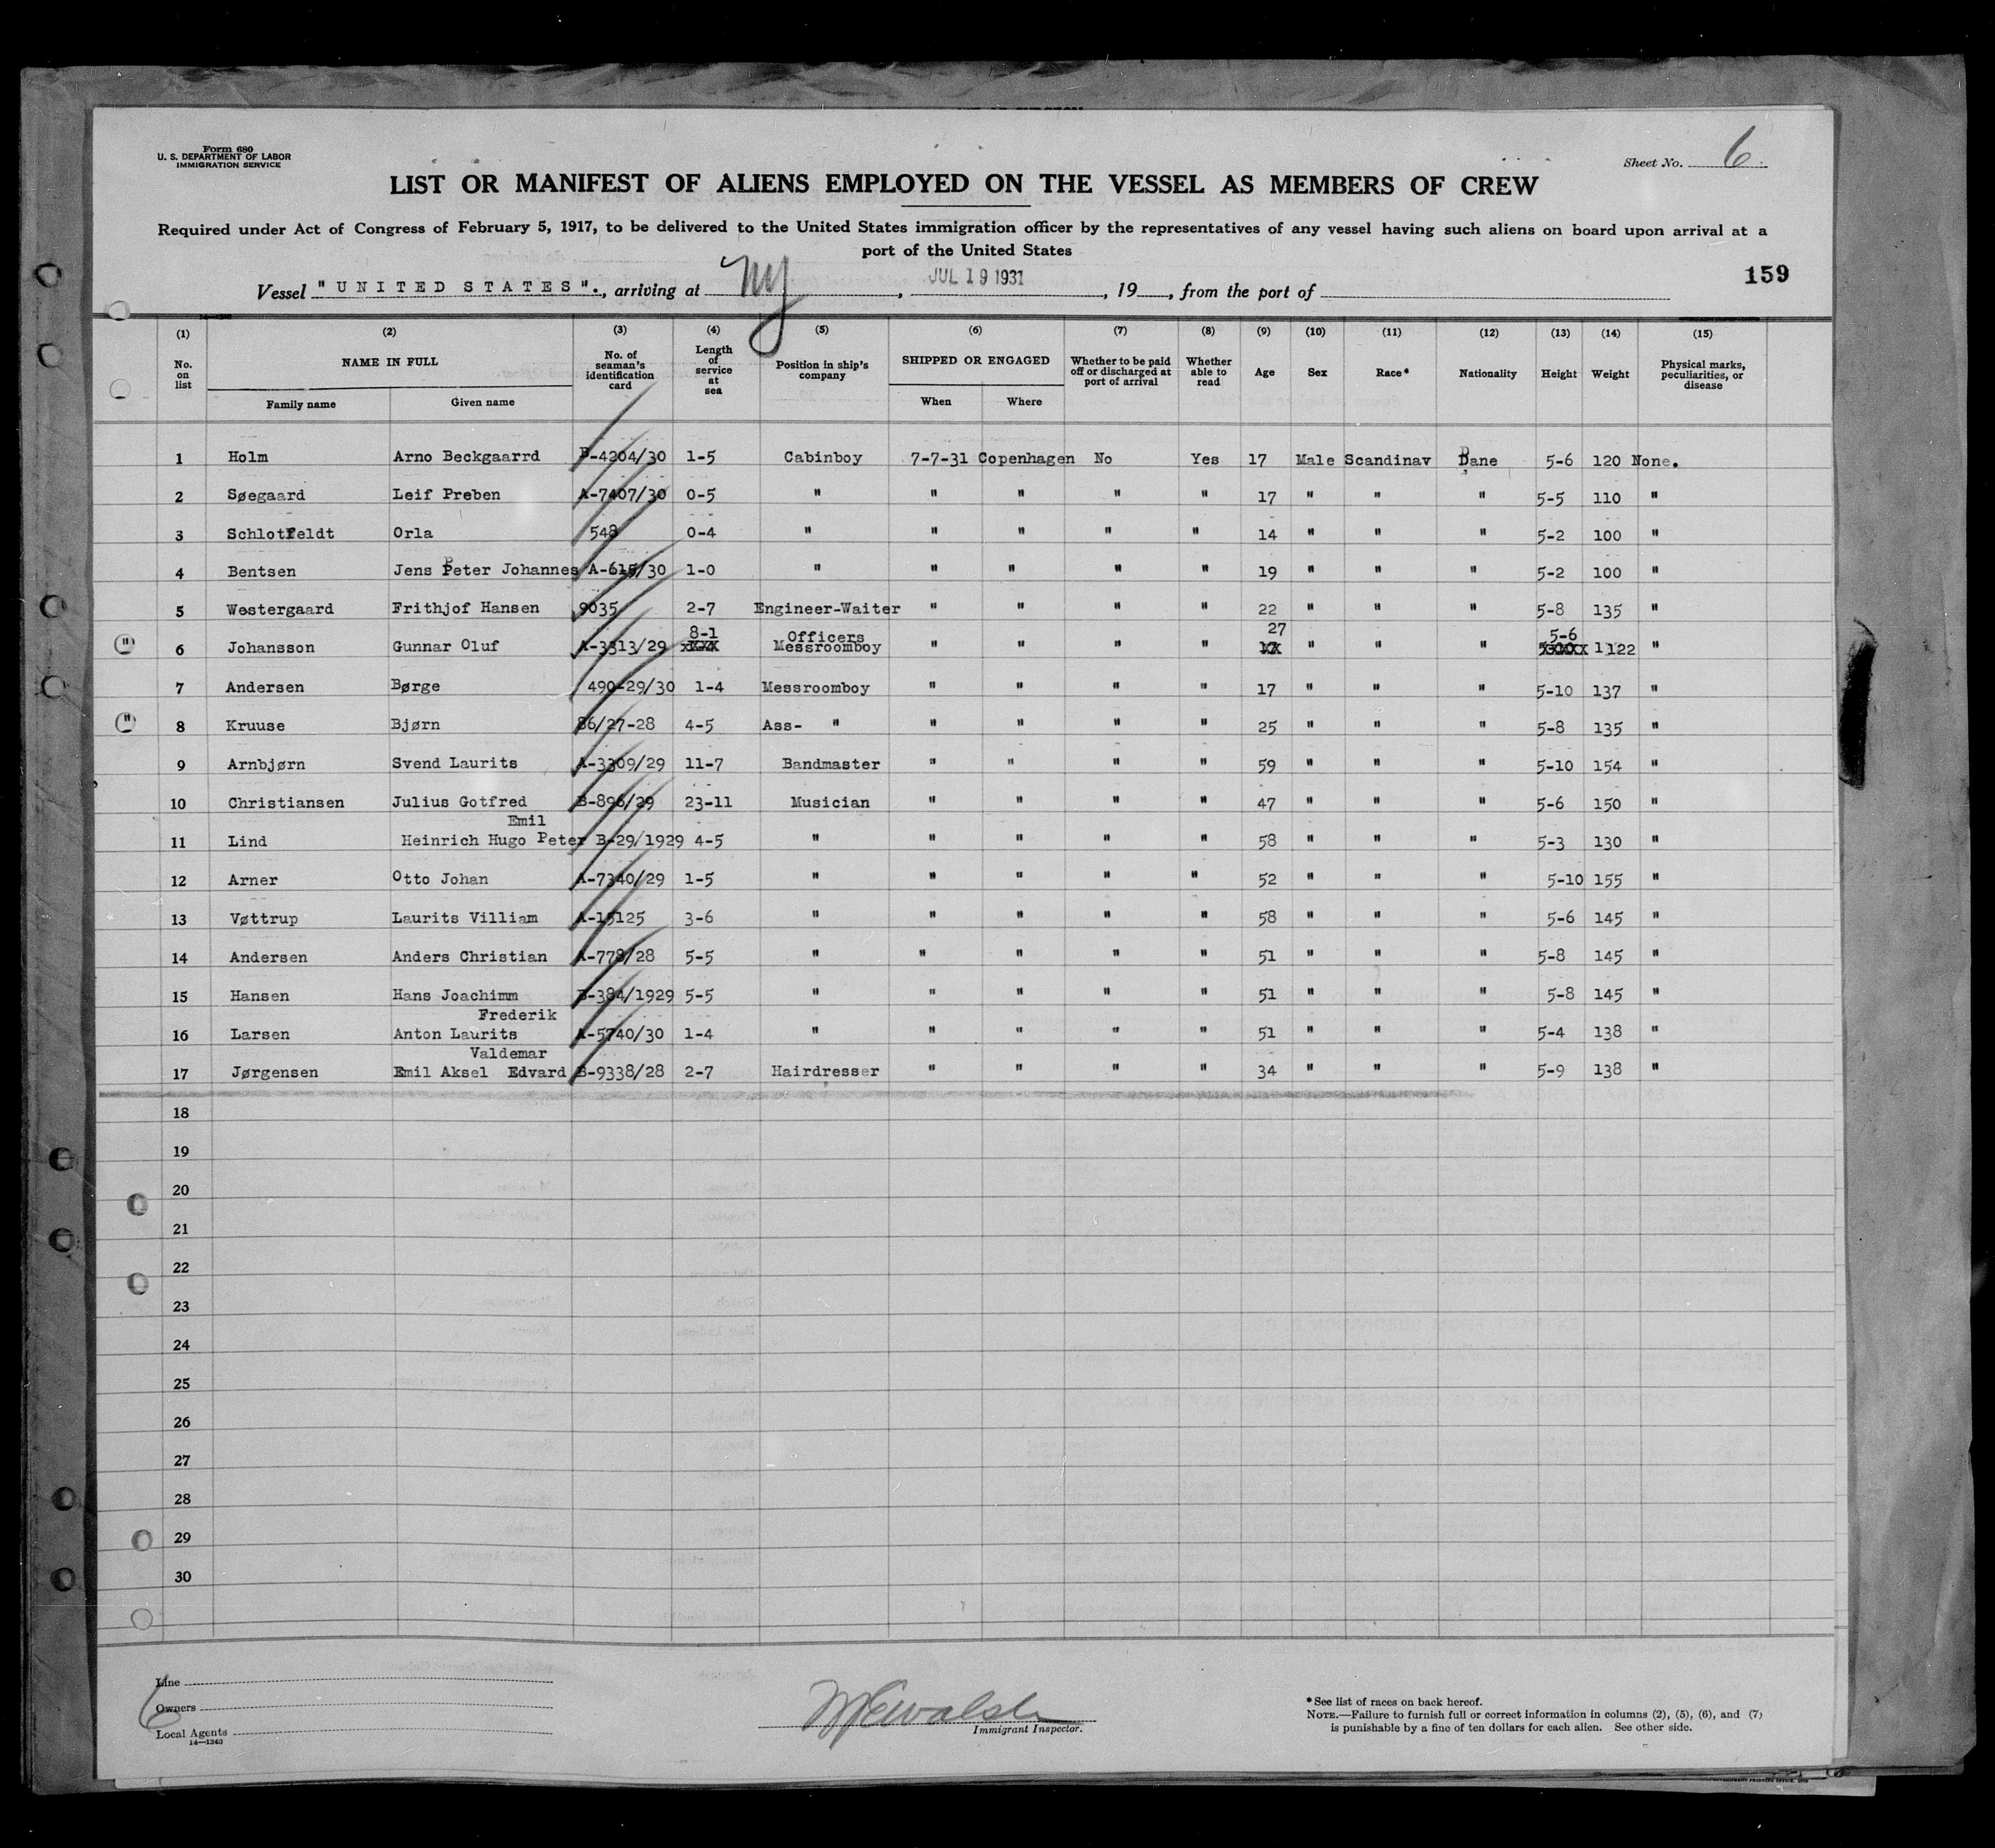 Form 680
U. S. DEPARTMENT OF LABOR
IMMIGRATION SERVICE
Sheet No. 6
LIST OR MANIFEST OF ALIENS EMPLOYED ON THE VESSEL AS MEMBERS OF CREW
Required under Act of Congress of February 5, 1917, to be delivered to the United States immigration officer by the representatives of any vessel having such aliens on board upon arrival at a
port of the United States
159
Vessel "UNITED STATES"., arriving at NY, JUL 19 1931, 19 , from the port of
(1) (2) (3) (4) (5) (6) (7) (8) (9) (10) (11) (12) (13) (14) (15)
No. on list NAME IN FULL Family name Given name No. of seaman's identification card Length of service at sea Position in ship's company SHIPPED OR ENGAGED When Where Whether to be paid off or discharged at port of arrival Whether able to read Age Sex Race* Nationality Height Weight Physical marks, peculiarities, or disease
1 Holm Arno Beckgaarrd B-4204/30 1-5 Cabinboy 7-7-31 Copenhagen No Yes 17 Male Scandinav Dane 5-6 120 None.
2 Søegaard Leif Preben A-7407/30 0-5 " " " " " 17 " " " 5-5 110 "
3 Schlotfeldt Orla 548 0-4 " " " " " 14 " " " 5-2 100 "
4 Bentsen Jens Peter Johannes A-615/30 1-0 " " " " " 19 " " " 5-2 100 "
5 Westergaard Frithjof Hansen 9035 2-7 Engineer-Waiter " " " " 22 " " " 5-8 135 "
8-1 Officers 27 5-6
(") 6 Johansson Gunnar Oluf A-3313/29 Messroomboy " " " " " " " 1122 "
7 Andersen Børge 490-29/30 1-4 Messroomboy " " " " 17 " " " 5-10 137 "
(") 8 Kruuse Bjørn 86/27-28 4-5 Ass- " " " " " 25 " " " 5-8 135 "
9 Arnbjørn Svend Laurits A-3309/29 11-7 Bandmaster " " " " 59 " " " 5-10 154 "
10 Christiansen Julius Gotfred B-896/29 23-11 Musician " " " " 47 " " " 5-6 150 "
Emil
11 Lind Heinrich Hugo Peter B-29/1929 4-5 " " " " " 58 " " " 5-3 130 "
12 Arner Otto Johan A-7340/29 1-5 " " " " " 52 " " " 5-10 155 "
13 Vøttrup Laurits Villiam A-15125 3-6 " " " " " 58 " " " 5-6 145 "
14 Andersen Anders Christian A-778/28 5-5 " " " " " 51 " " " 5-8 145 "
15 Hansen Hans Joachimm B-384/1929 5-5 " " " " " 51 " " " 5-8 145 "
Frederik
16 Larsen Anton Laurits A-5740/30 1-4 " " " " " 51 " " " 5-4 138 "
Valdemar
17 Jørgensen Emil Aksel Edvard B-9338/28 2-7 Hairdresser " " " " 34 " " " 5-9 138 "
18
19
20
21
22
23
24
25
26
27
28
29
30
Line
Owners
Local Agents
14—1240
6
Immigrant Inspector.
*See list of races on back hereof.
NOTE.—Failure to furnish full or correct information in columns (2), (5), (6), and (7)
is punishable by a fine of ten dollars for each alien. See other side.